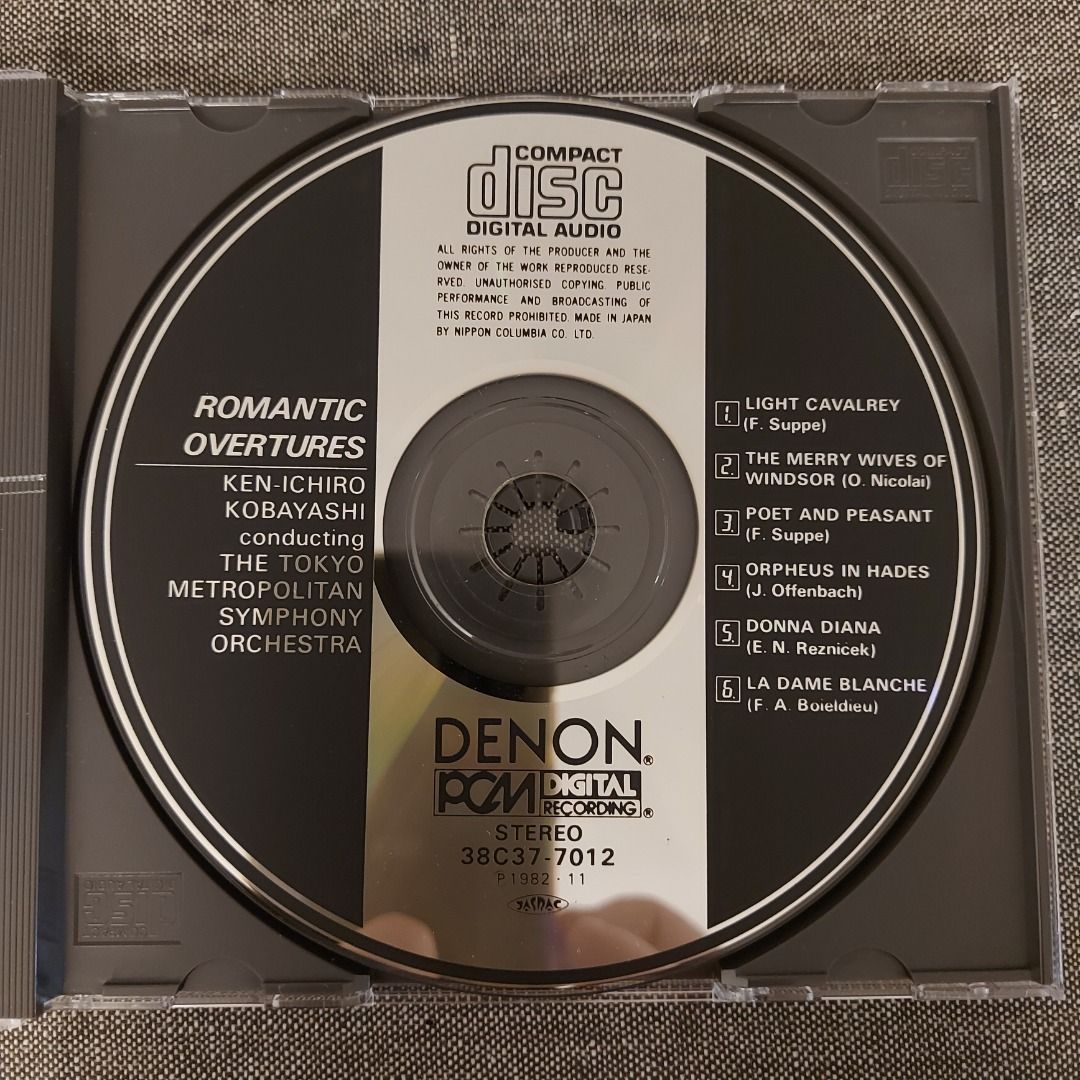 COMPACT
disc
DIGITAL AUDIO
ALL RIGHTS OF THE PRODUCER AND THE
OWNER OF THE WORK REPRODUCED RESE-
RVED. UNAUTHORISED COPYING. PUBLIC
PERFORMANCE AND BROADCASTING OF
THIS RECORD PROHIBITED. MADE IN JAPAN
BY NIPPON COLUMBIA CO. LTD.
ROMANTIC
OVERTURES
KEN-ICHIRO
KOBAYASHI
conducting
THE TOKYO
METROPOLITAN
SYMPHONY
ORCHESTRA
1. LIGHT CAVALREY
(F. Suppe)
2. THE MERRY WIVES OF
WINDSOR (O. Nicolai)
3. POET AND PEASANT
(F. Suppe)
4. ORPHEUS IN HADES
(J. Offenbach)
5. DONNA DIANA
(E. N. Reznicek)
6. LA DAME BLANCHE
(F. A. Boieldieu)
DENON®
PCM DIGITAL
RECORDING®
STEREO
38C37-7012
P1982・11
JASRAC